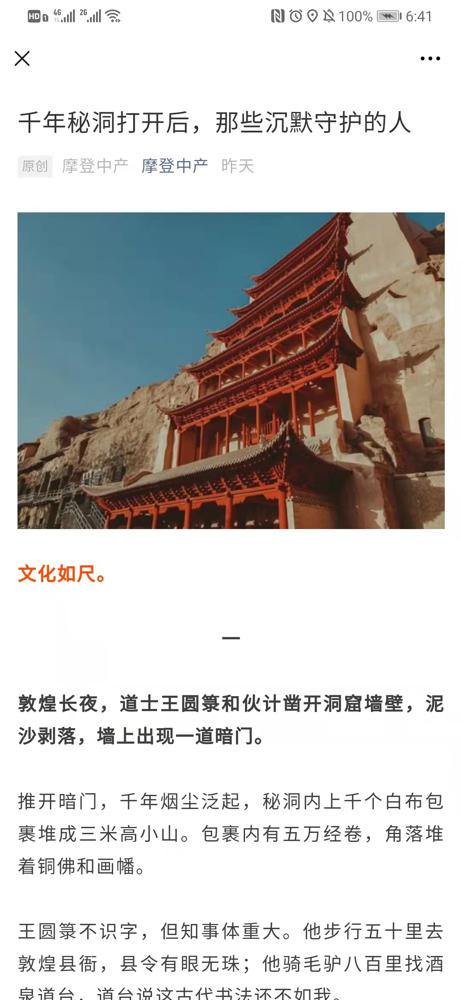 HD 1 4G 2G 100% 6:41
千年秘洞打开后，那些沉默守护的人
原创 摩登中产 摩登中产 昨天
文化如尺。
一
敦煌长夜，道士王圆箓和伙计凿开洞窟墙壁，泥
沙剥落，墙上出现一道暗门。
推开暗门，千年烟尘泛起，秘洞内上千个白布包
裹堆成三米高小山。包裹内有五万经卷，角落堆
着铜佛和画幡。
王圆箓不识字，但知事体重大。他步行五十里去
敦煌县衙，县令有眼无珠；他骑毛驴八百里找酒
泉道台，道台说这古代书法还不如我。